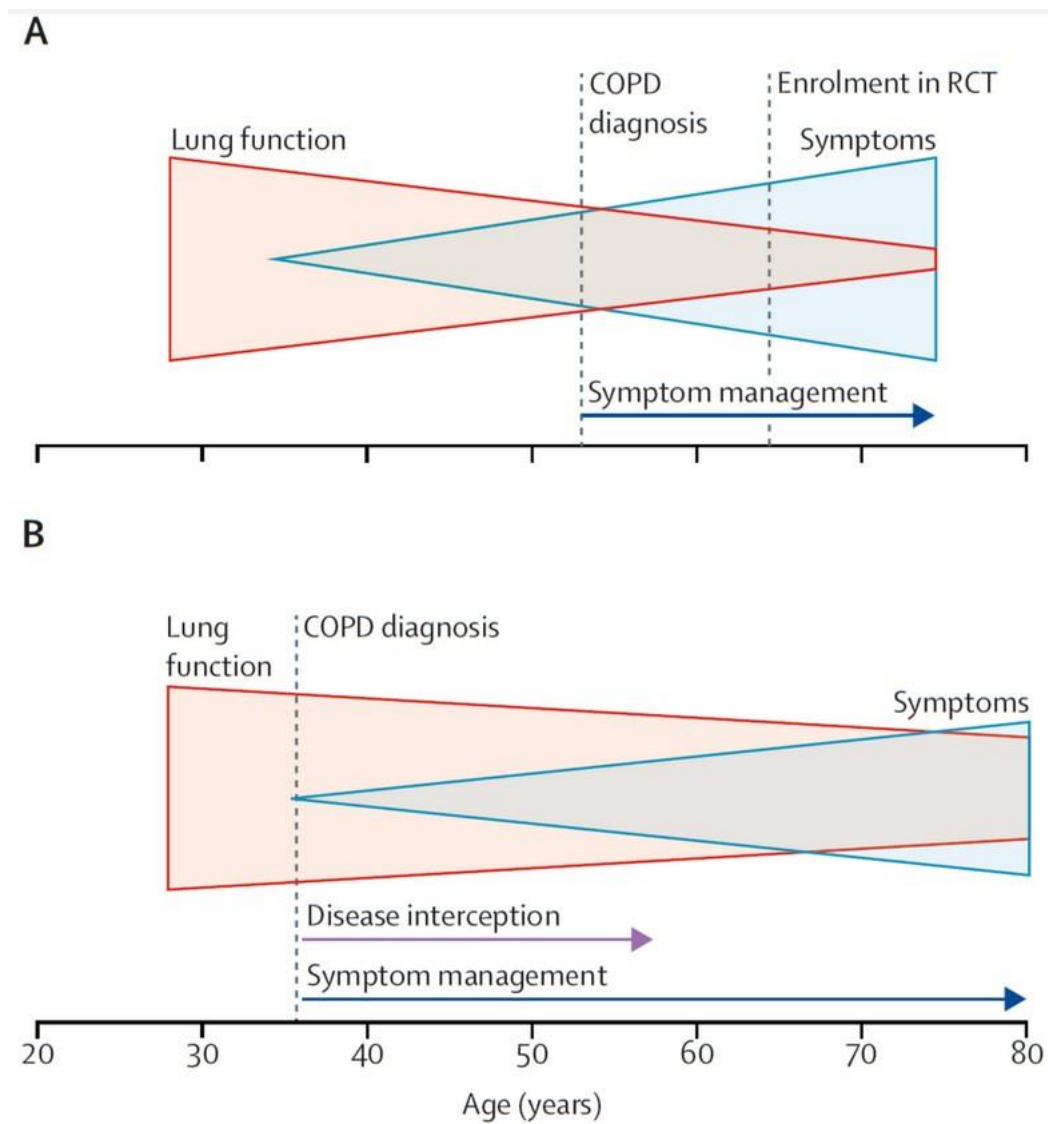 A
COPD
diagnosis
Enrolment in RCT
Lung function
Symptoms
Symptom management
B
Lung
function
COPD diagnosis
Symptoms
Disease interception
Symptom management
20 30 40 50 60 70 80
Age (years)